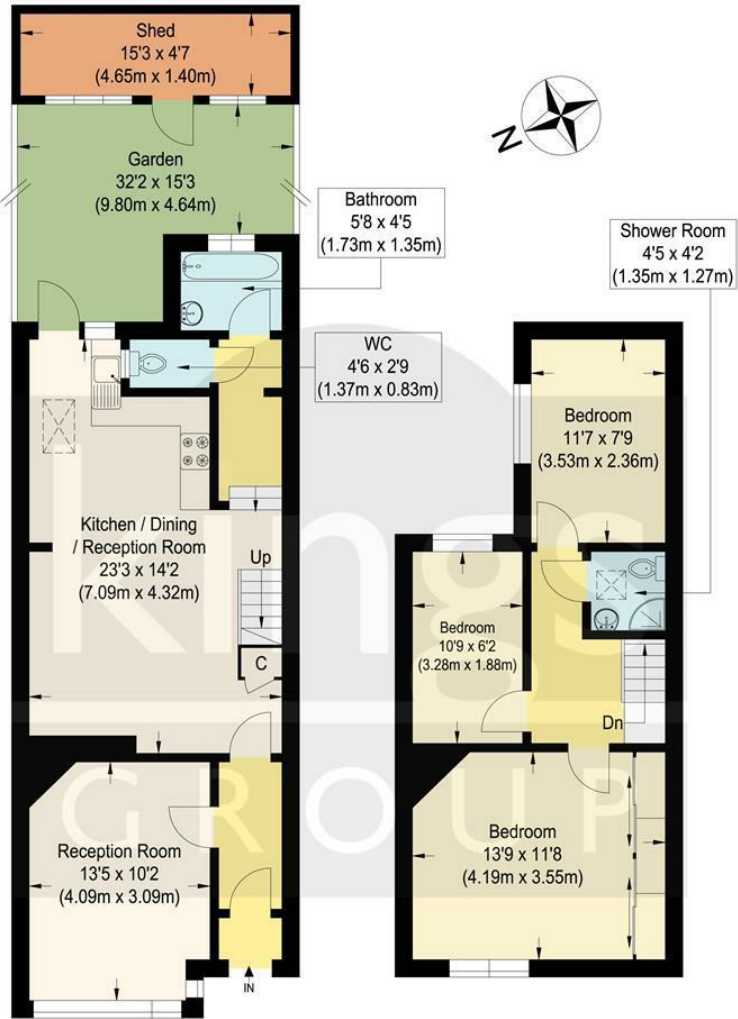 Shed
15'3 x 4'7
(4.65m x 1.40m)
Garden
32'2 x 15'3
(9.80m x 4.64m)
N
Bathroom
5'8 x 4'5
(1.73m x 1.35m)
Shower Room
4'5 x 4'2
(1.35m x 1.27m)
WC
4'6 x 2'9
(1.37m x 0.83m)
Bedroom
11'7 x 7'9
(3.53m x 2.36m)
Kitchen / Dining
/ Reception Room
23'3 x 14'2
(7.09m x 4.32m)
Up
C
Bedroom
10'9 x 6'2
(3.28m x 1.88m)
Dn
kings
GROUP
Reception Room
13'5 x 10'2
(4.09m x 3.09m)
Bedroom
13'9 x 11'8
(4.19m x 3.55m)
IN